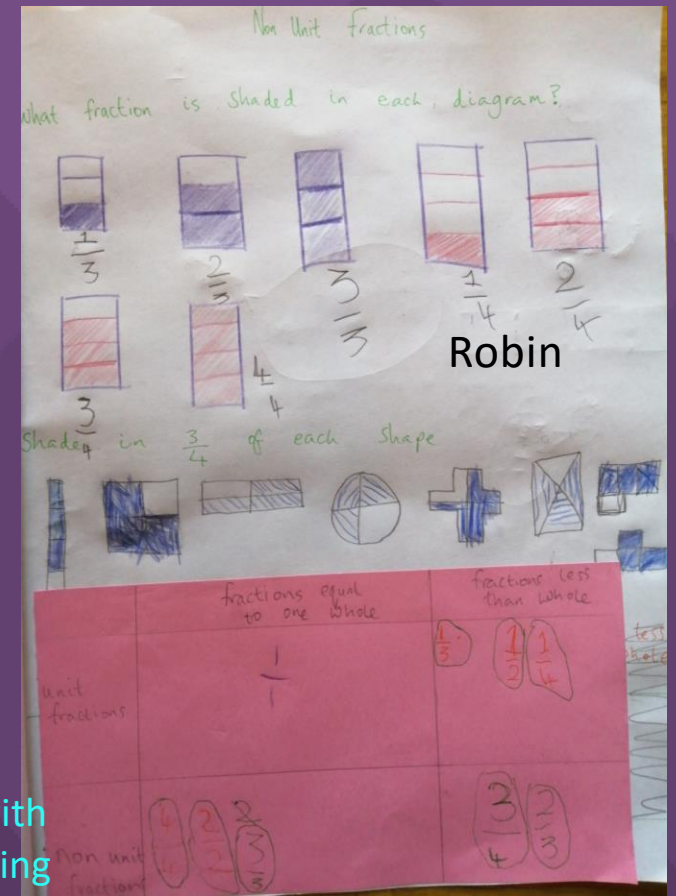 Non Unit fractions
What fraction is shaded in each diagram?
1/3 2/3 3/3 1/4 2/4
Robin
3/4 4/4
Shade in 3/4 of each shape
fractions equal to one whole
fractions less than whole
less
unit fractions
1/1
1/3 1/2 1/4
non unit fractions
4/4 2/2 3/3
3/4 2/3
ith
ing